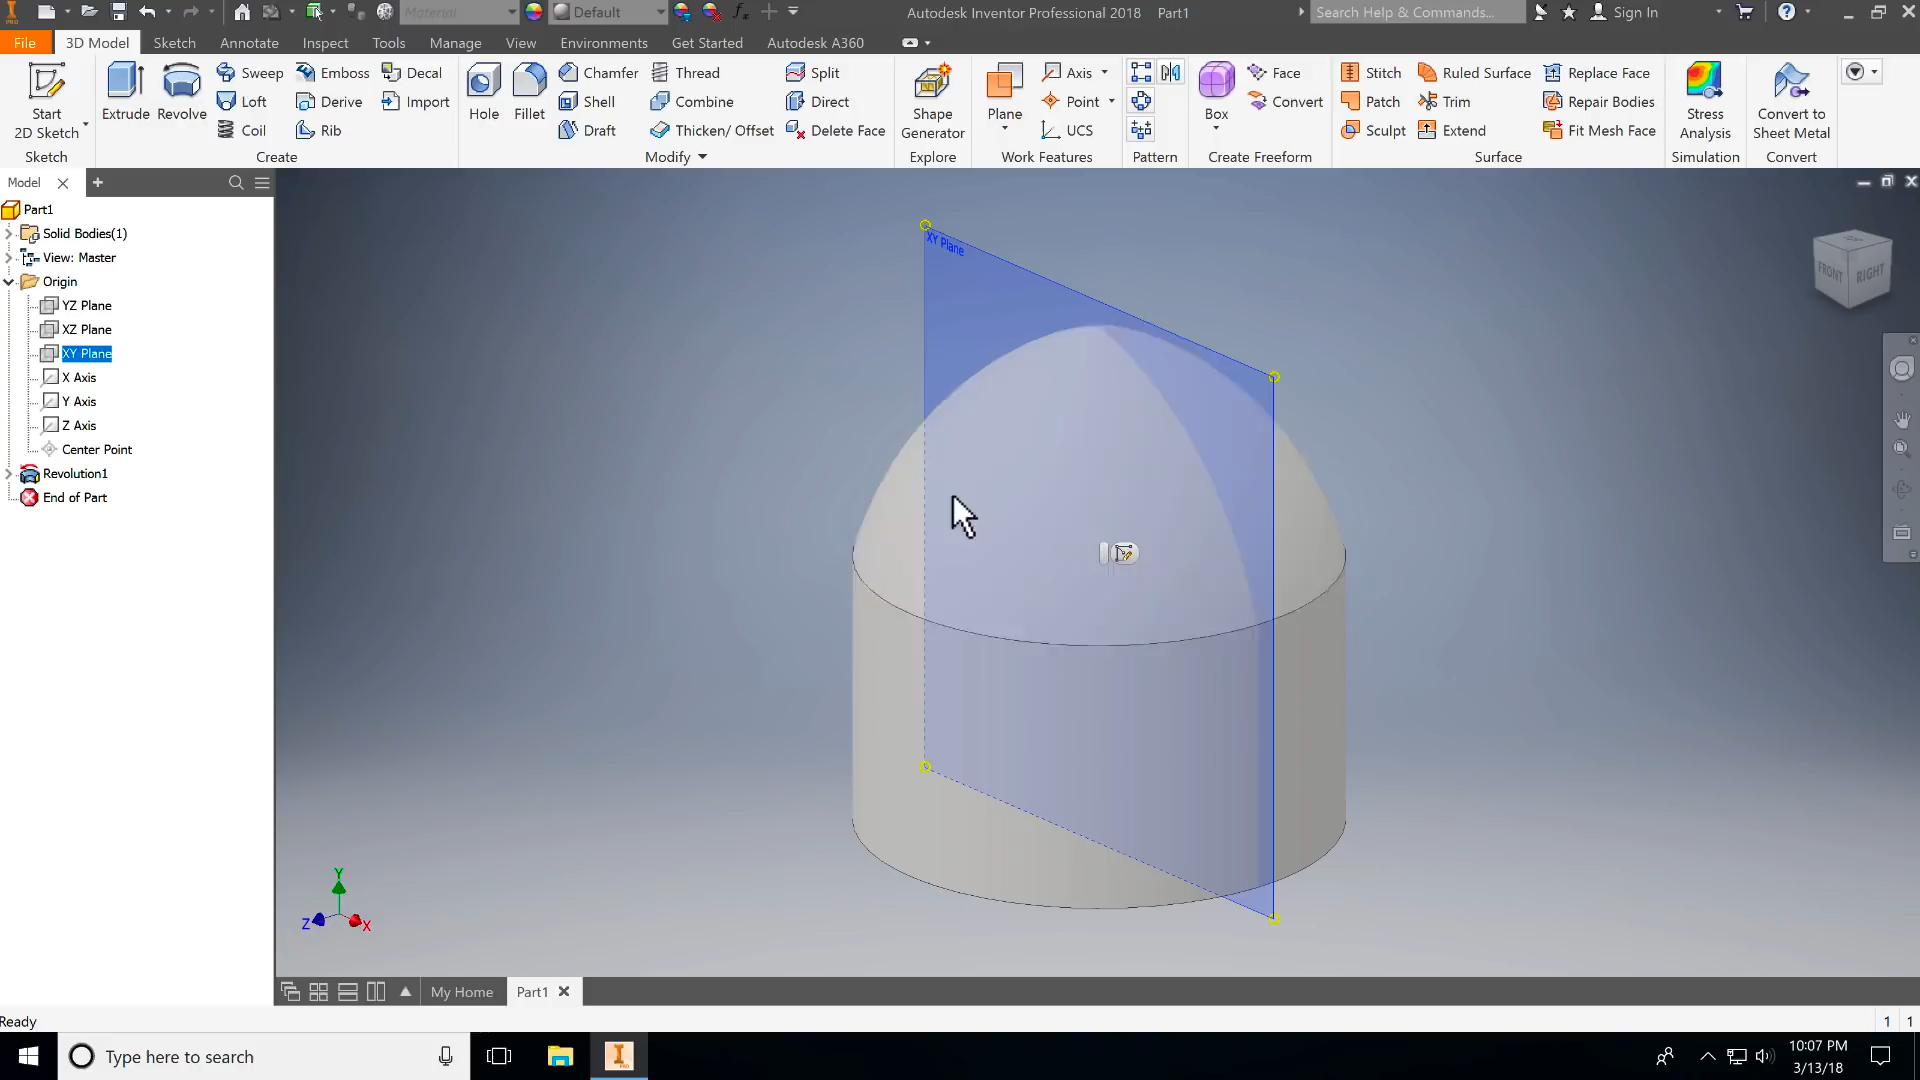 Material
Default
Autodesk Inventor Professional 2018 Part1
Search Help & Commands...
Sign In
File
3D Model
Sketch
Annotate
Inspect
Tools
Manage
View
Environments
Get Started
Autodesk A360
Start
2D Sketch
Sketch
Extrude
Revolve
Sweep
Loft
Coil
Emboss
Derive
Rib
Decal
Import
Create
Hole
Fillet
Chamfer
Shell
Draft
Thread
Combine
Thicken/ Offset
Split
Direct
Delete Face
Modify
Shape
Generator
Explore
Plane
Axis
Point
UCS
Work Features
Pattern
Box
Face
Convert
Create Freeform
Stitch
Patch
Sculpt
Ruled Surface
Trim
Extend
Replace Face
Repair Bodies
Fit Mesh Face
Surface
Stress
Analysis
Simulation
Convert to
Sheet Metal
Convert
Model
Part1
Solid Bodies(1)
View: Master
Origin
YZ Plane
XZ Plane
XY Plane
X Axis
Y Axis
Z Axis
Center Point
Revolution1
End of Part
XY Plane
FRONT
RIGHT
Y
Z
X
My Home
Part1
Ready
1 1
Type here to search
10:07 PM
3/13/18